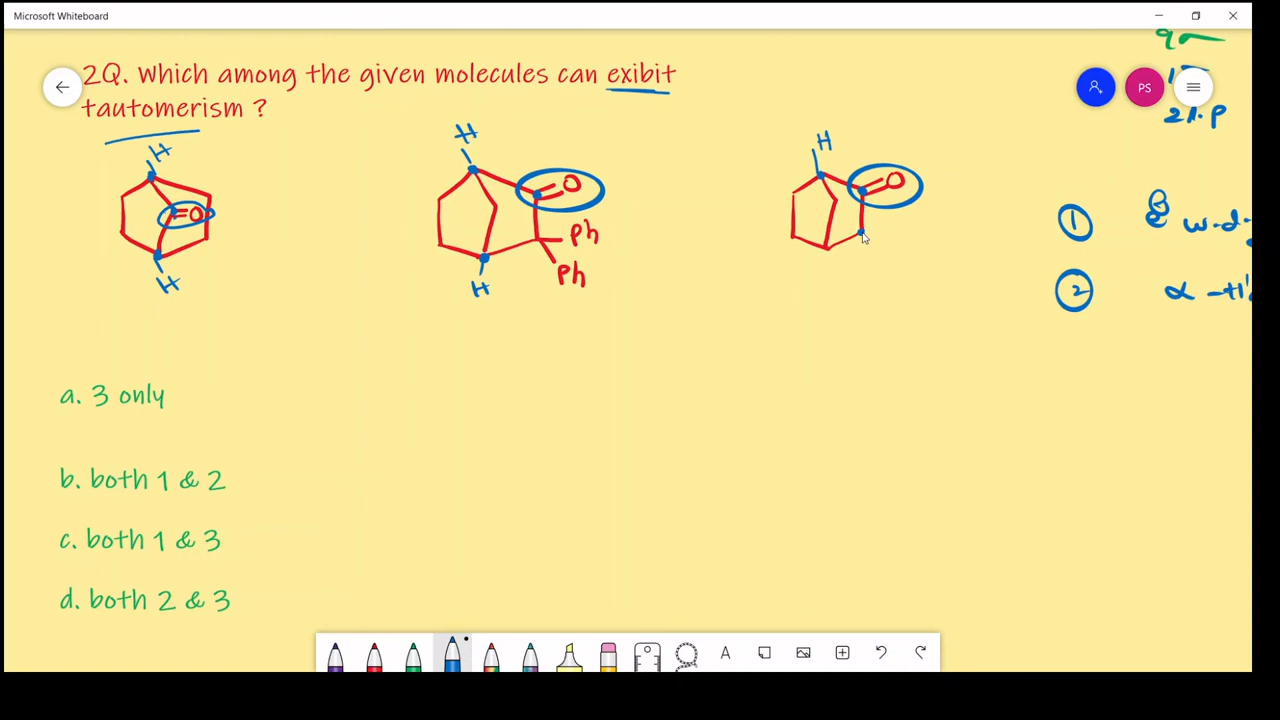 Microsoft Whiteboard
2Q. Which among the given molecules can exibit
tautomerism ?
PS
H
H
=O
H
=O
Ph
Ph
H
H
=O
1
w-d-
2
α -H'
a. 3 only
b. both 1 & 2
c. both 1 & 3
d. both 2 & 3
A